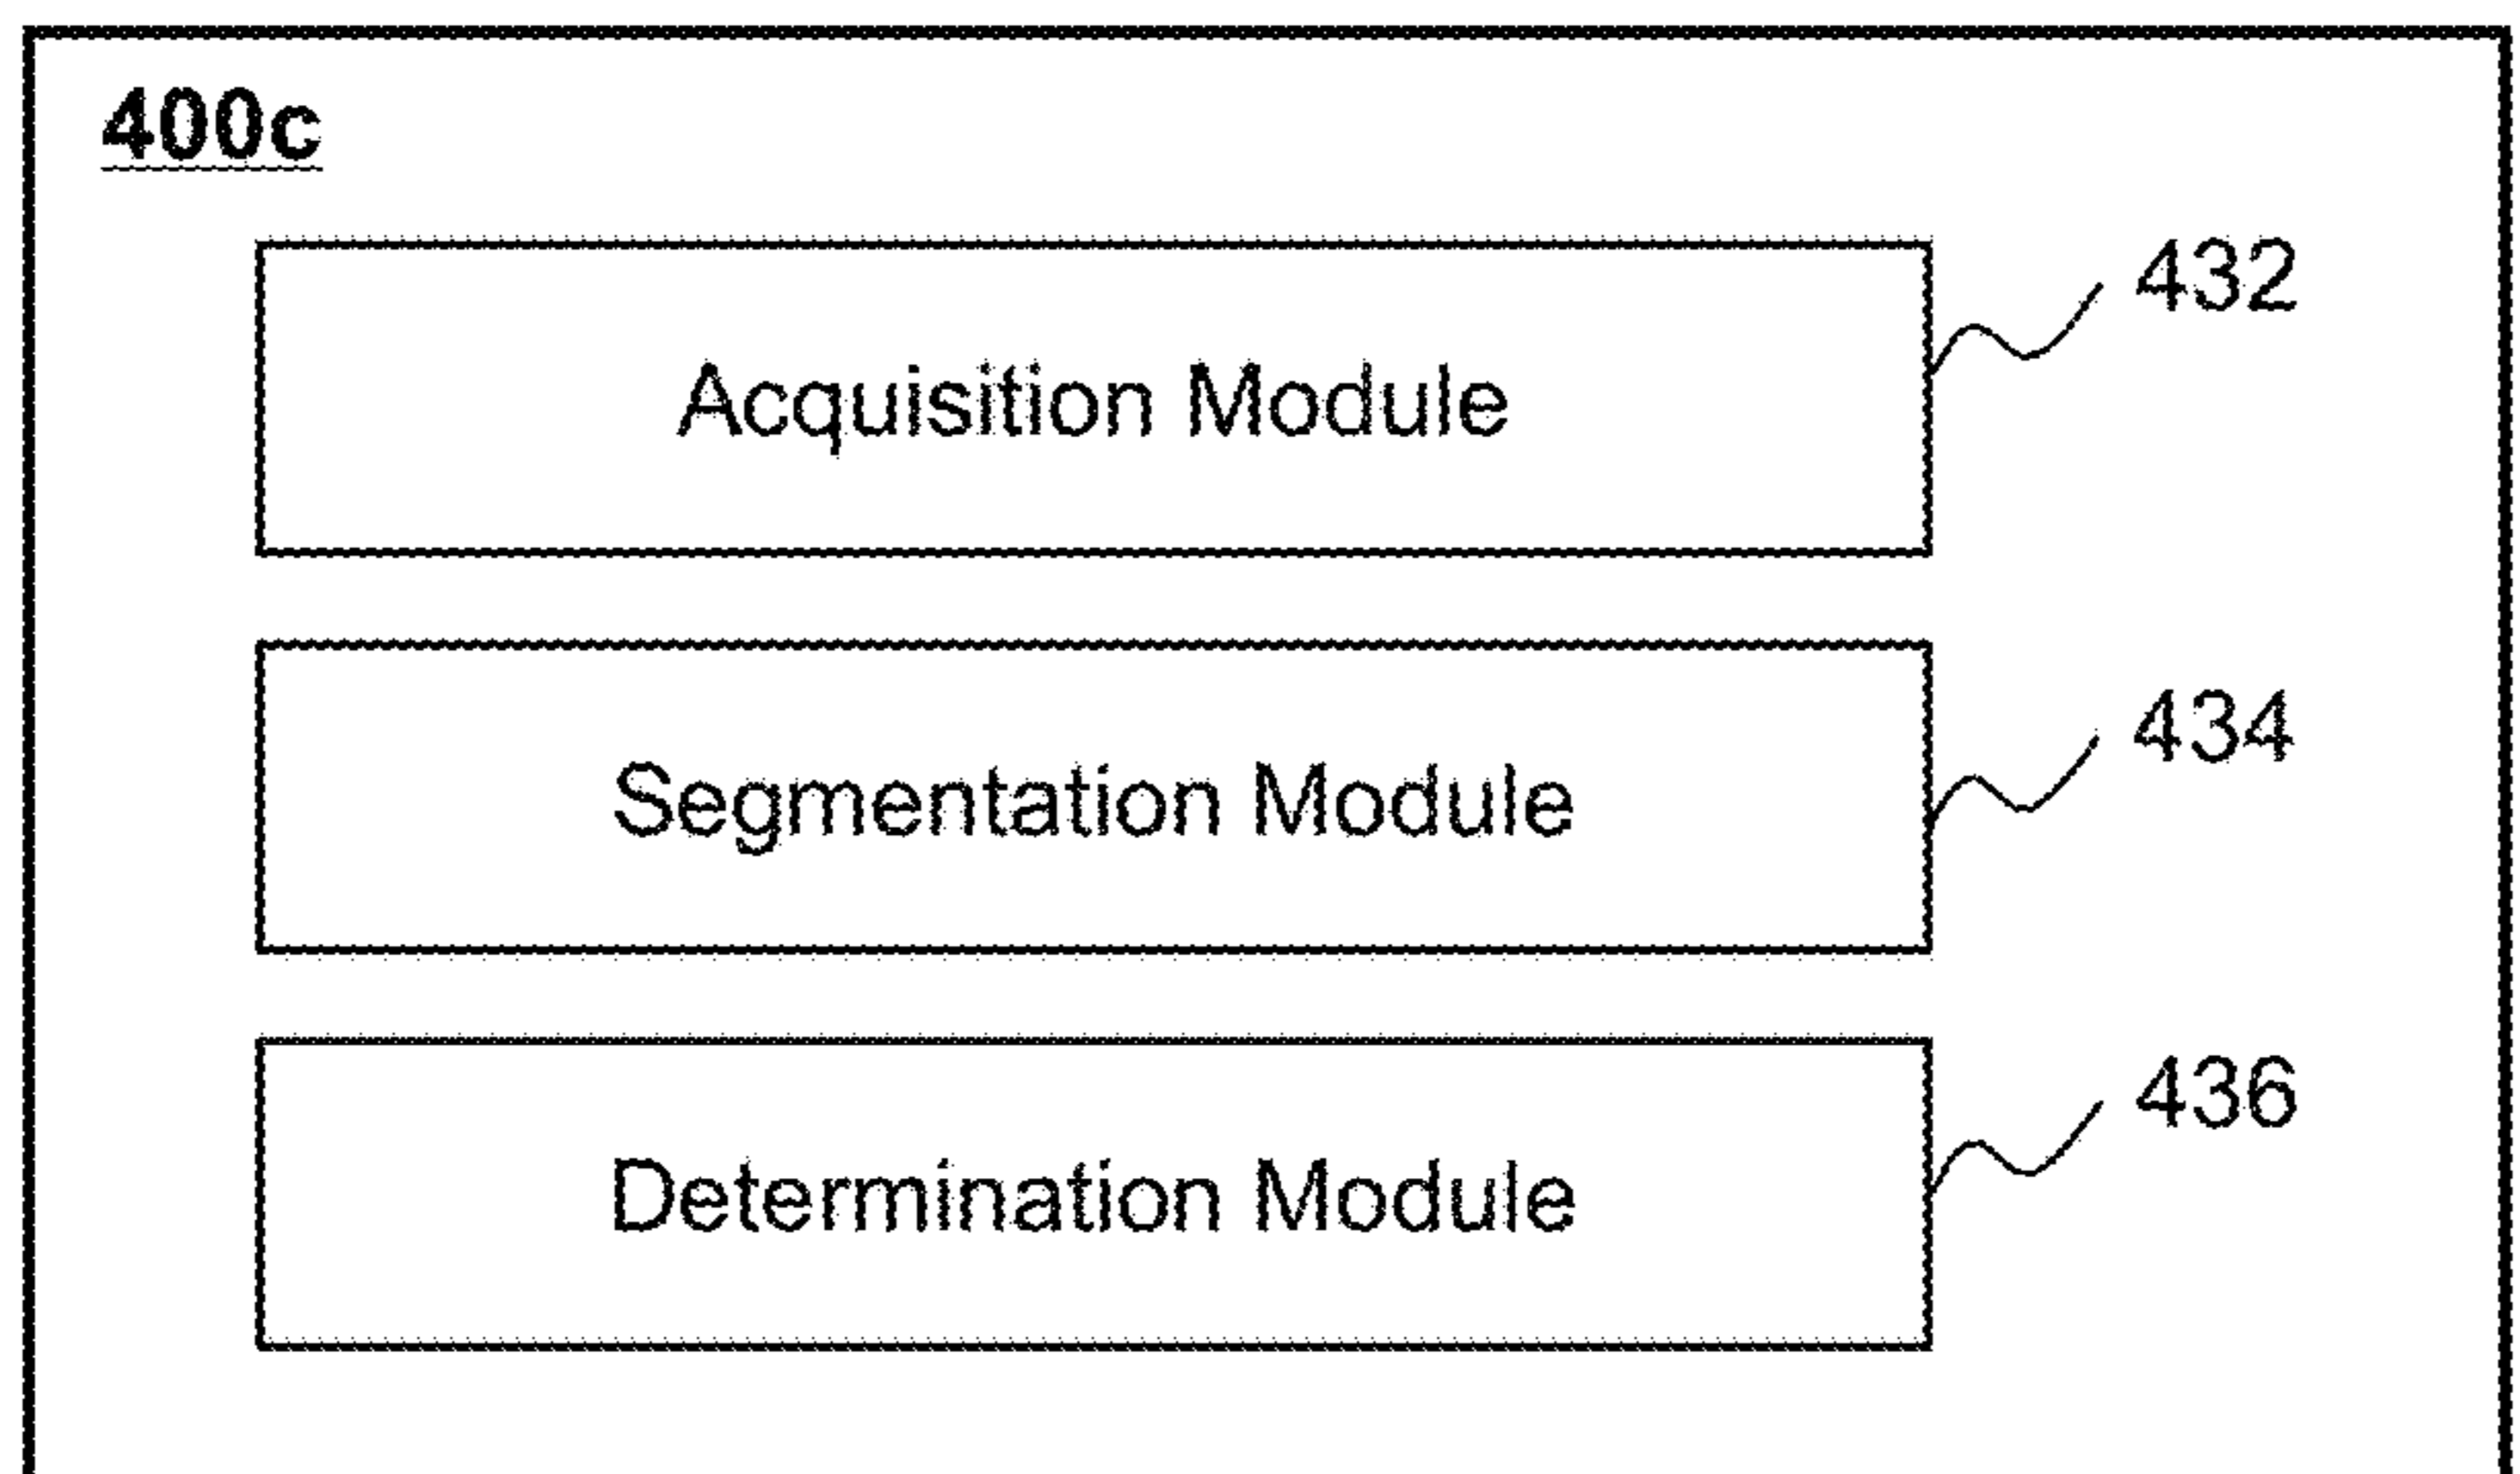 400c
432
Acquisition Module
434
Segmentation Module
436
Determination Module